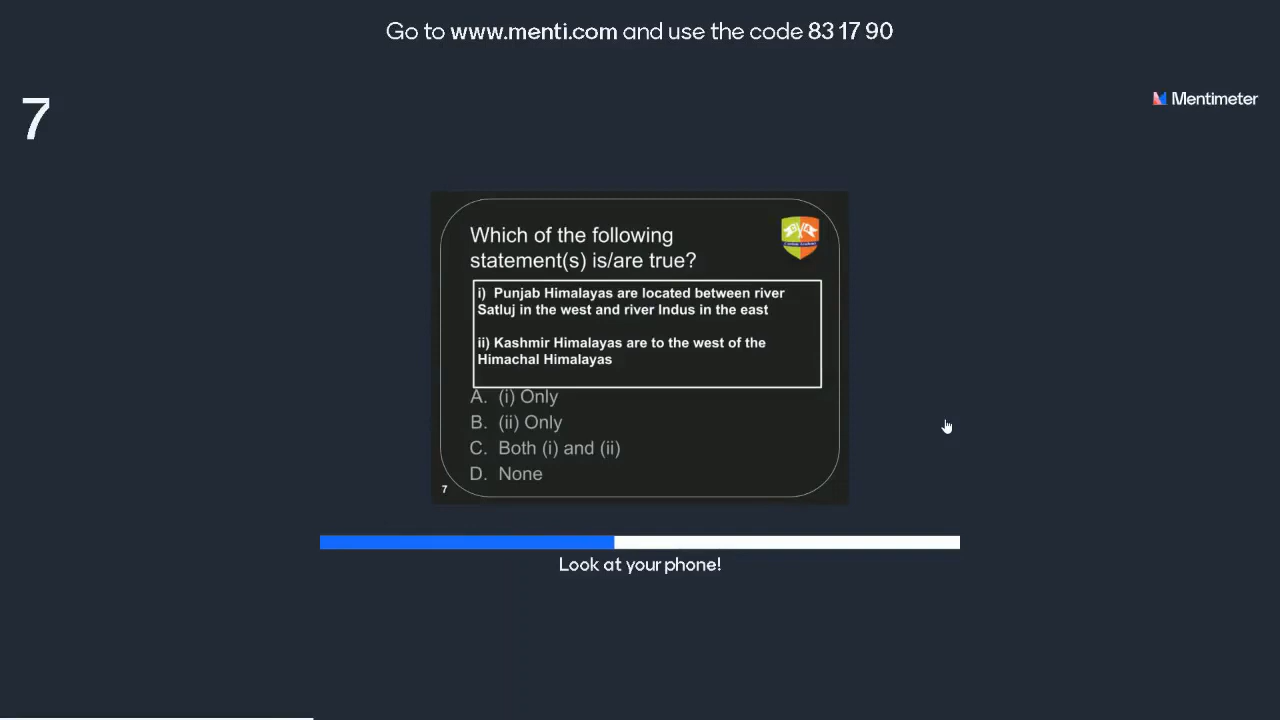 Go to www.menti.com and use the code 83 17 90
7
Mentimeter
Which of the following
statement(s) is/are true?
i) Punjab Himalayas are located between river
Satluj in the west and river Indus in the east
ii) Kashmir Himalayas are to the west of the
Himachal Himalayas
A. (i) Only
B. (ii) Only
C. Both (i) and (ii)
D. None
7
Look at your phone!